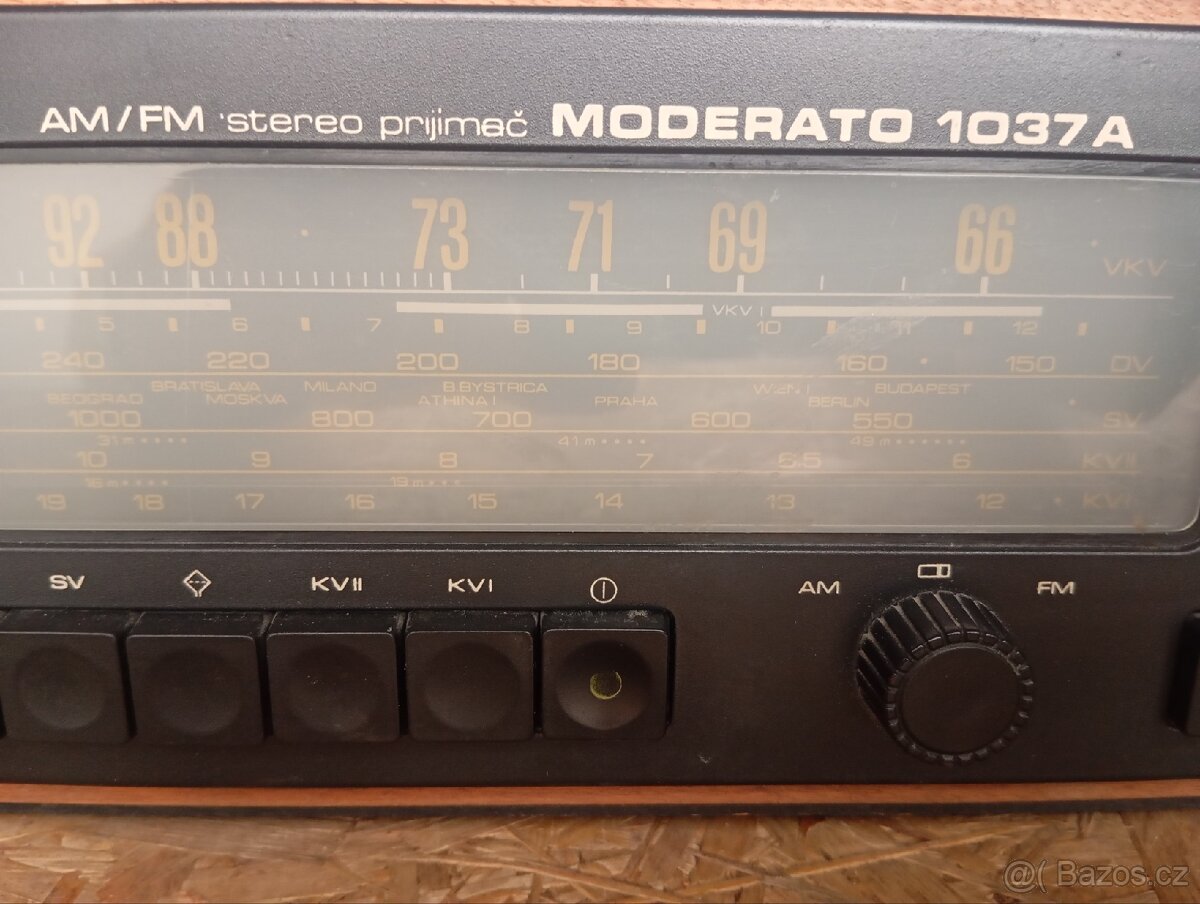 AM/FM stereo prijimač MODERATO 1037A
92 88 73 71 69 66 VKV
VKV I
5 6 7 8 9 10 11 12
240 220 200 180 160 150 DV
BRATISLAVA MILANO B.BYSTRICA WIEN I BUDAPEST
BEOGRAD MOSKVA ATHINA I PRAHA BERLIN
1000 800 700 600 550 SV
31m 41m 49m
10 9 8 7 6.5 6 KVII
16m 19m
19 18 17 16 15 14 13 12 KVI
SV KVII KVI AM FM
@( Bazos.cz